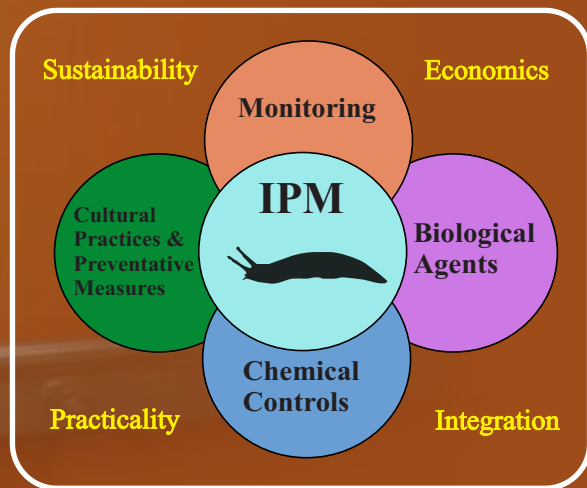 Sustainability
Economics
Monitoring
IPM
Cultural
Practices &
Preventative
Measures
Biological
Agents
Chemical
Controls
Practicality
Integration